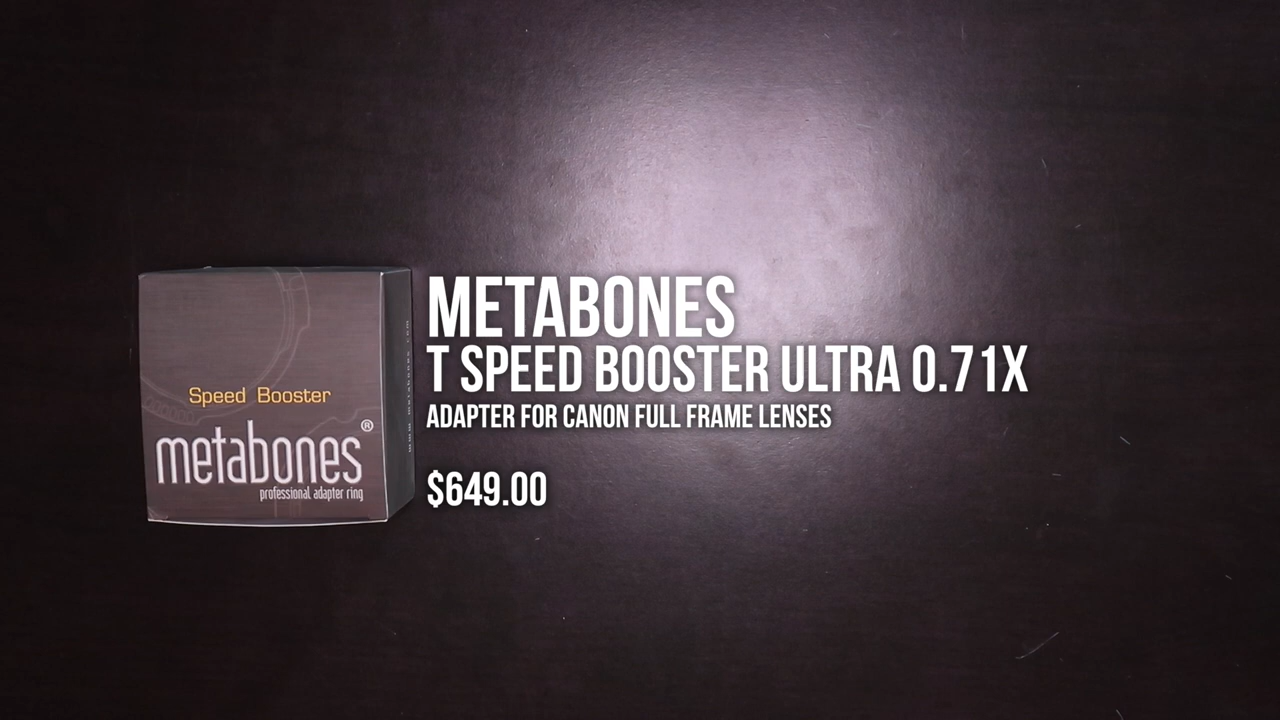 Speed Booster
metabones®
professional adapter ring
METABONES
T SPEED BOOSTER ULTRA 0.71X
ADAPTER FOR CANON FULL FRAME LENSES
$649.00